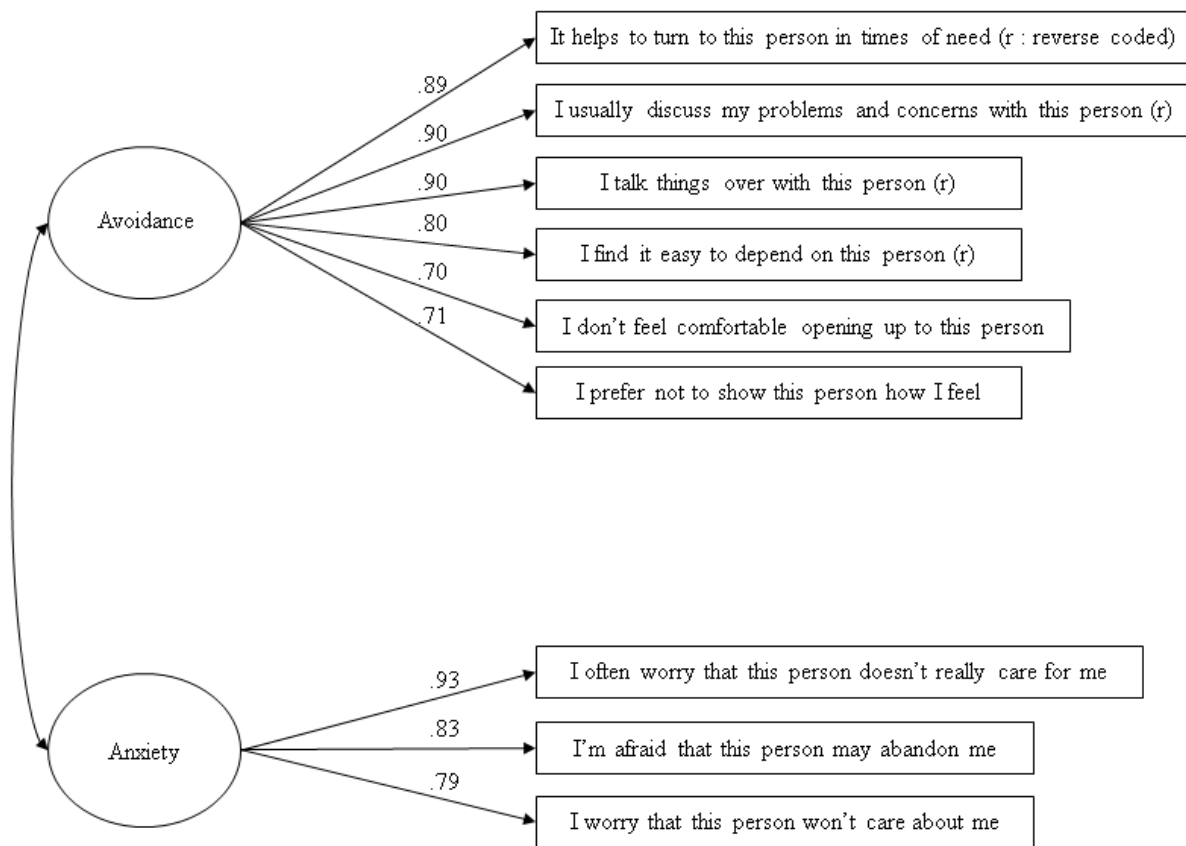 It helps to turn to this person in times of need (r : reverse coded)
.89
I usually discuss my problems and concerns with this person (r)
.90
I talk things over with this person (r)
.90
Avoidance
.80
I find it easy to depend on this person (r)
.70
I don't feel comfortable opening up to this person
.71
I prefer not to show this person how I feel
I often worry that this person doesn't really care for me
.93
.83
I'm afraid that this person may abandon me
Anxiety
.79
I worry that this person won't care about me